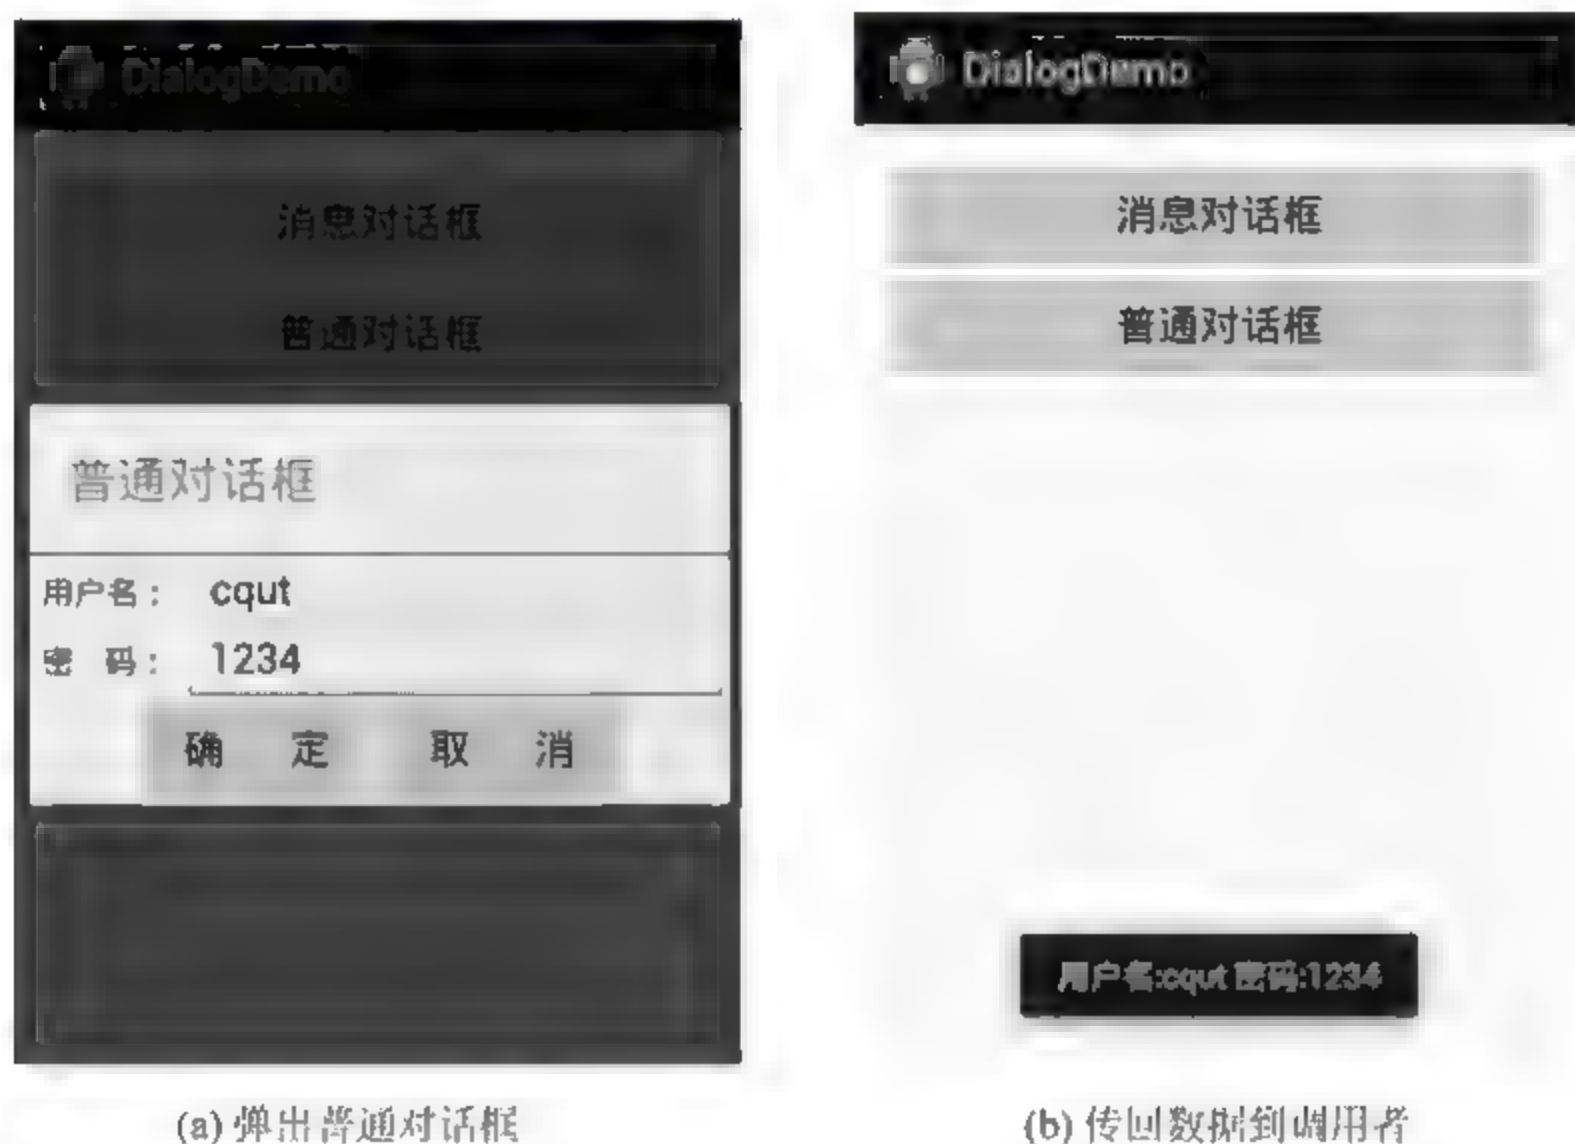 DialogDemo
消息对话框
普通对话框
普通对话框
用户名： cqut
密 码： 1234
确 定 取 消
(a) 弹出普通对话框
DialogDemo
消息对话框
普通对话框
用户名:cqut 密码:1234
(b) 传回数据到调用者